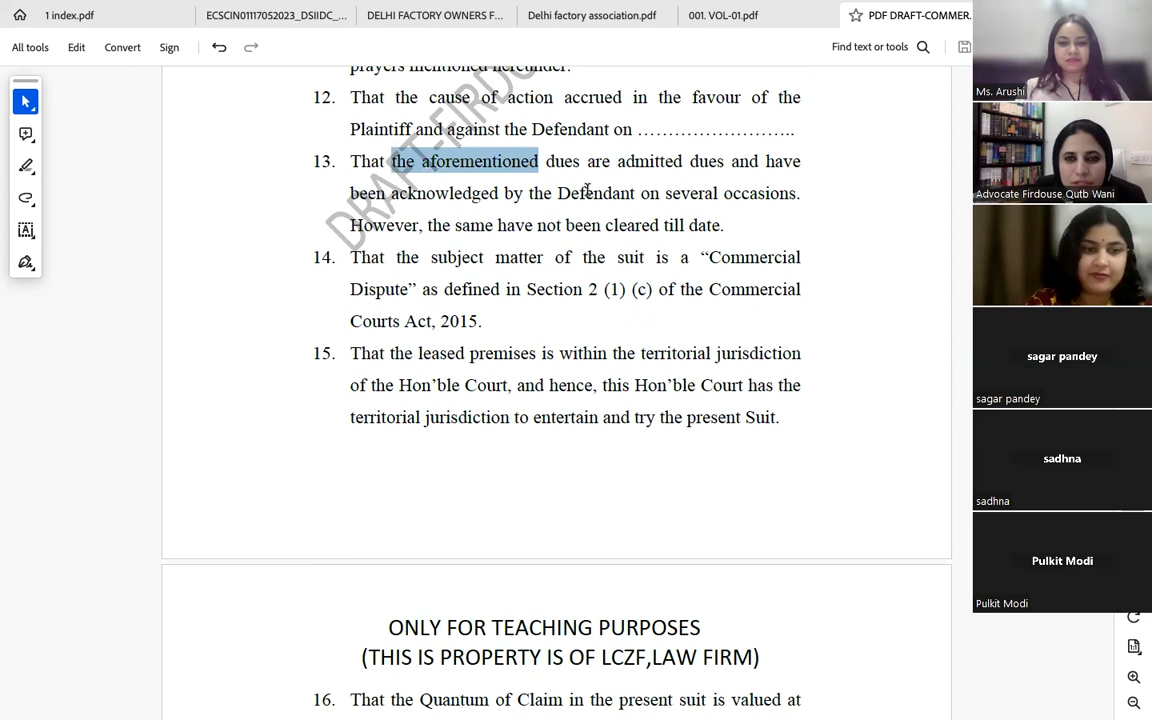 1 index.pdf
ECSCIN01117052023_DSIIDC_...
DELHI FACTORY OWNERS F...
Delhi factory association.pdf
001. VOL-01.pdf
PDF DRAFT-COMMER.
All tools
Edit
Convert
Sign
Find text or tools
prayers mentioned hereunder.
12. That the cause of action accrued in the favour of the
Plaintiff and against the Defendant on ……………………..
13. That the aforementioned dues are admitted dues and have
been acknowledged by the Defendant on several occasions.
However, the same have not been cleared till date.
14. That the subject matter of the suit is a “Commercial
Dispute” as defined in Section 2 (1) (c) of the Commercial
Courts Act, 2015.
15. That the leased premises is within the territorial jurisdiction
of the Hon’ble Court, and hence, this Hon’ble Court has the
territorial jurisdiction to entertain and try the present Suit.
DRAFT-FIRDO
ONLY FOR TEACHING PURPOSES
(THIS IS PROPERTY IS OF LCZF,LAW FIRM)
16. That the Quantum of Claim in the present suit is valued at
Ms. Arushi
Advocate Firdouse Qutb Wani
sagar pandey
sagar pandey
sadhna
sadhna
Pulkit Modi
Pulkit Modi